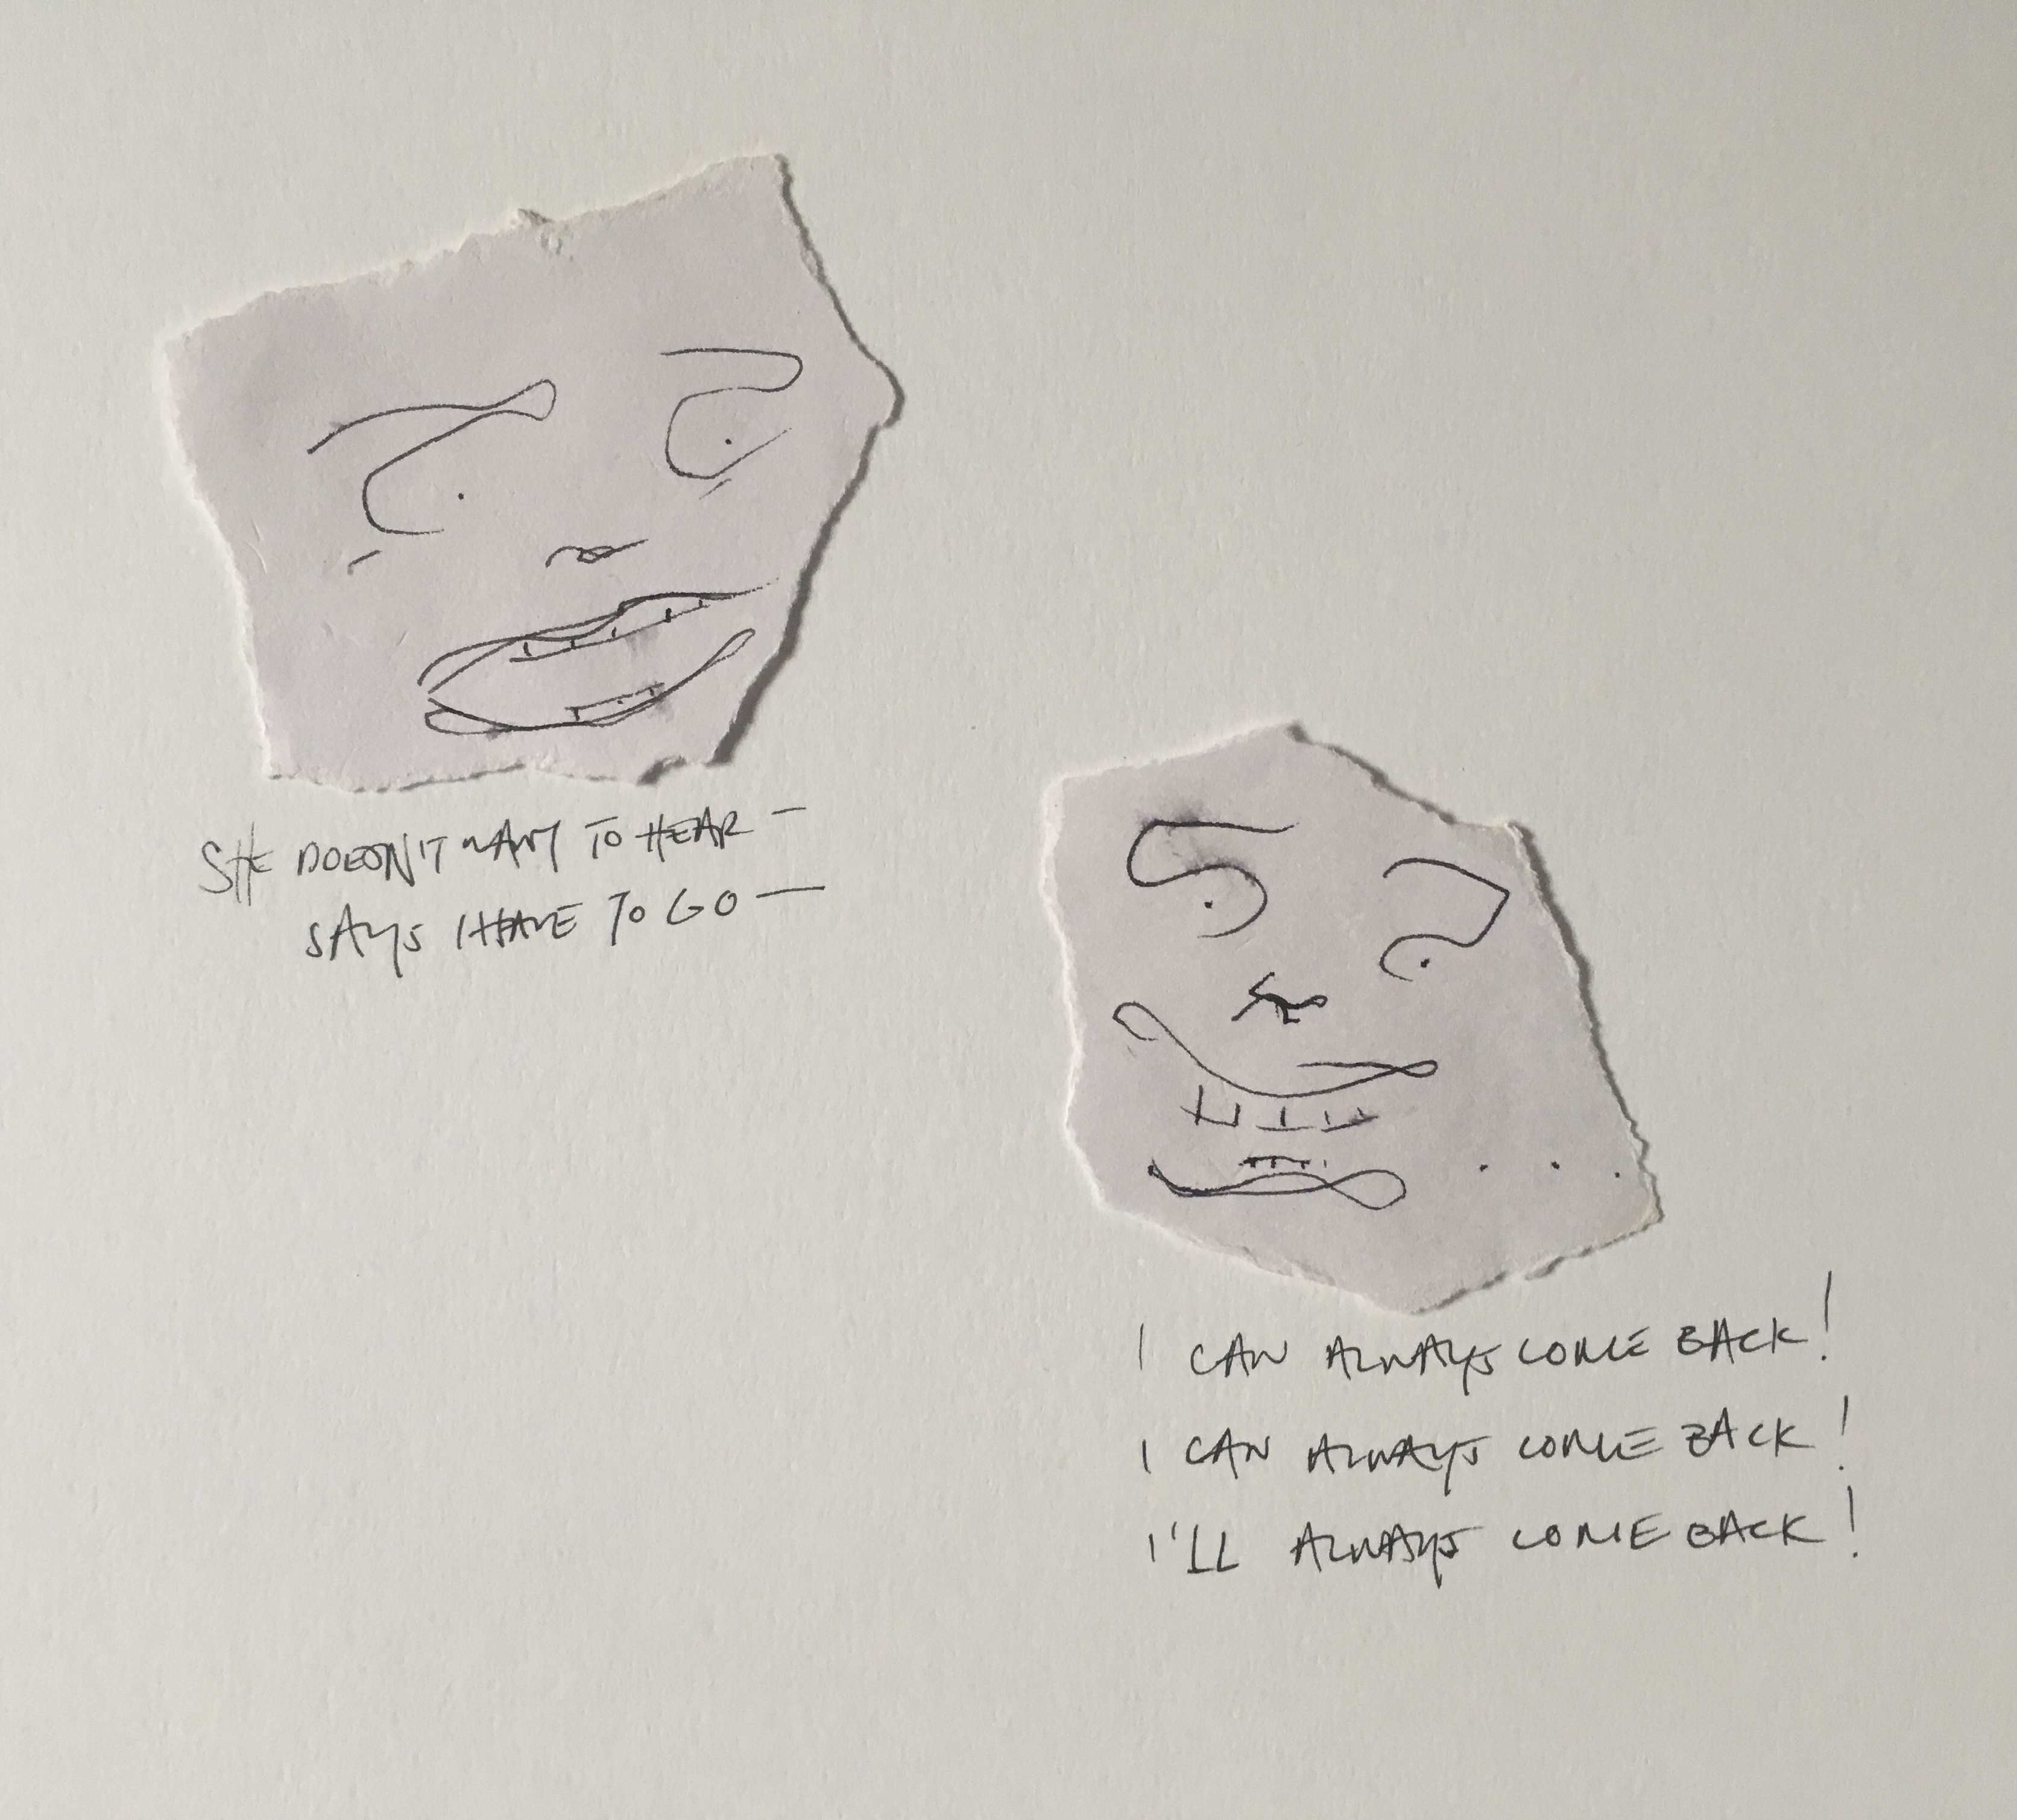 SHE DOESN'T WANT TO HEAR –
SAYS I HAVE TO GO —
I CAN ALWAYS COME BACK!
I CAN ALWAYS COME BACK!
I'LL ALWAYS COME BACK!